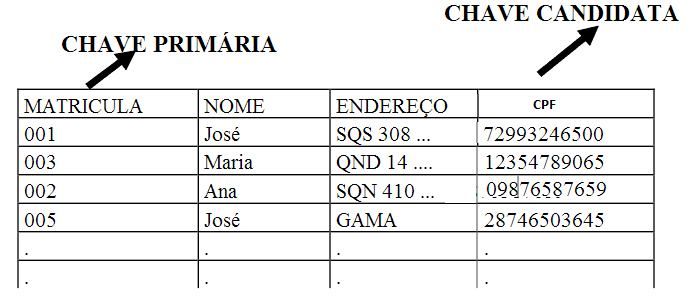 CHAVE CANDIDATA
CHAVE PRIMÁRIA
MATRICULA NOME ENDEREÇO CPF
001 José SQS 308 ... 72993246500
003 Maria QND 14 .... 12354789065
002 Ana SQN 410 ... 09876587659
005 José GAMA 28746503645
. . . .
. . . .